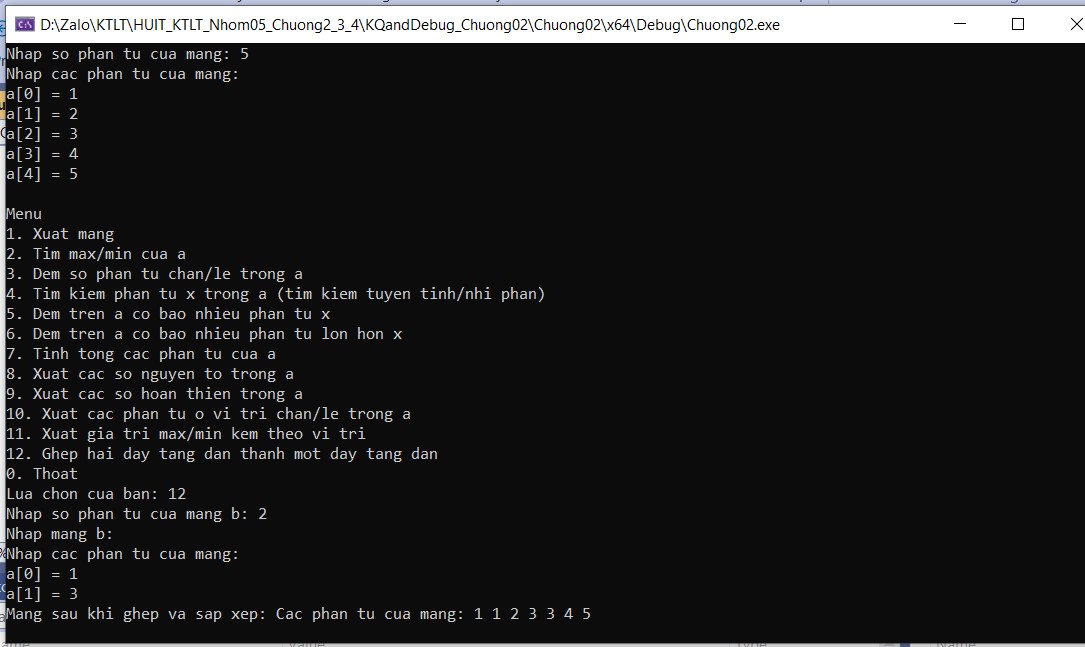 D:\Zalo\KTLT\HUIT_KTLT_Nhom05_Chuong2_3_4\KQandDebug_Chuong02\Chuong02\x64\Debug\Chuong02.exe
Nhap so phan tu cua mang: 5
Nhap cac phan tu cua mang:
a[0] = 1
a[1] = 2
a[2] = 3
a[3] = 4
a[4] = 5
Menu
1. Xuat mang
2. Tim max/min cua a
3. Dem so phan tu chan/le trong a
4. Tim kiem phan tu x trong a (tim kiem tuyen tinh/nhi phan)
5. Dem tren a co bao nhieu phan tu x
6. Dem tren a co bao nhieu phan tu lon hon x
7. Tinh tong cac phan tu cua a
8. Xuat cac so nguyen to trong a
9. Xuat cac so hoan thien trong a
10. Xuat cac phan tu o vi tri chan/le trong a
11. Xuat gia tri max/min kem theo vi tri
12. Ghep hai day tang dan thanh mot day tang dan
0. Thoat
Lua chon cua ban: 12
Nhap so phan tu cua mang b: 2
Nhap mang b:
Nhap cac phan tu cua mang:
a[0] = 1
a[1] = 3
Mang sau khi ghep va sap xep: Cac phan tu cua mang: 1 1 2 3 3 4 5